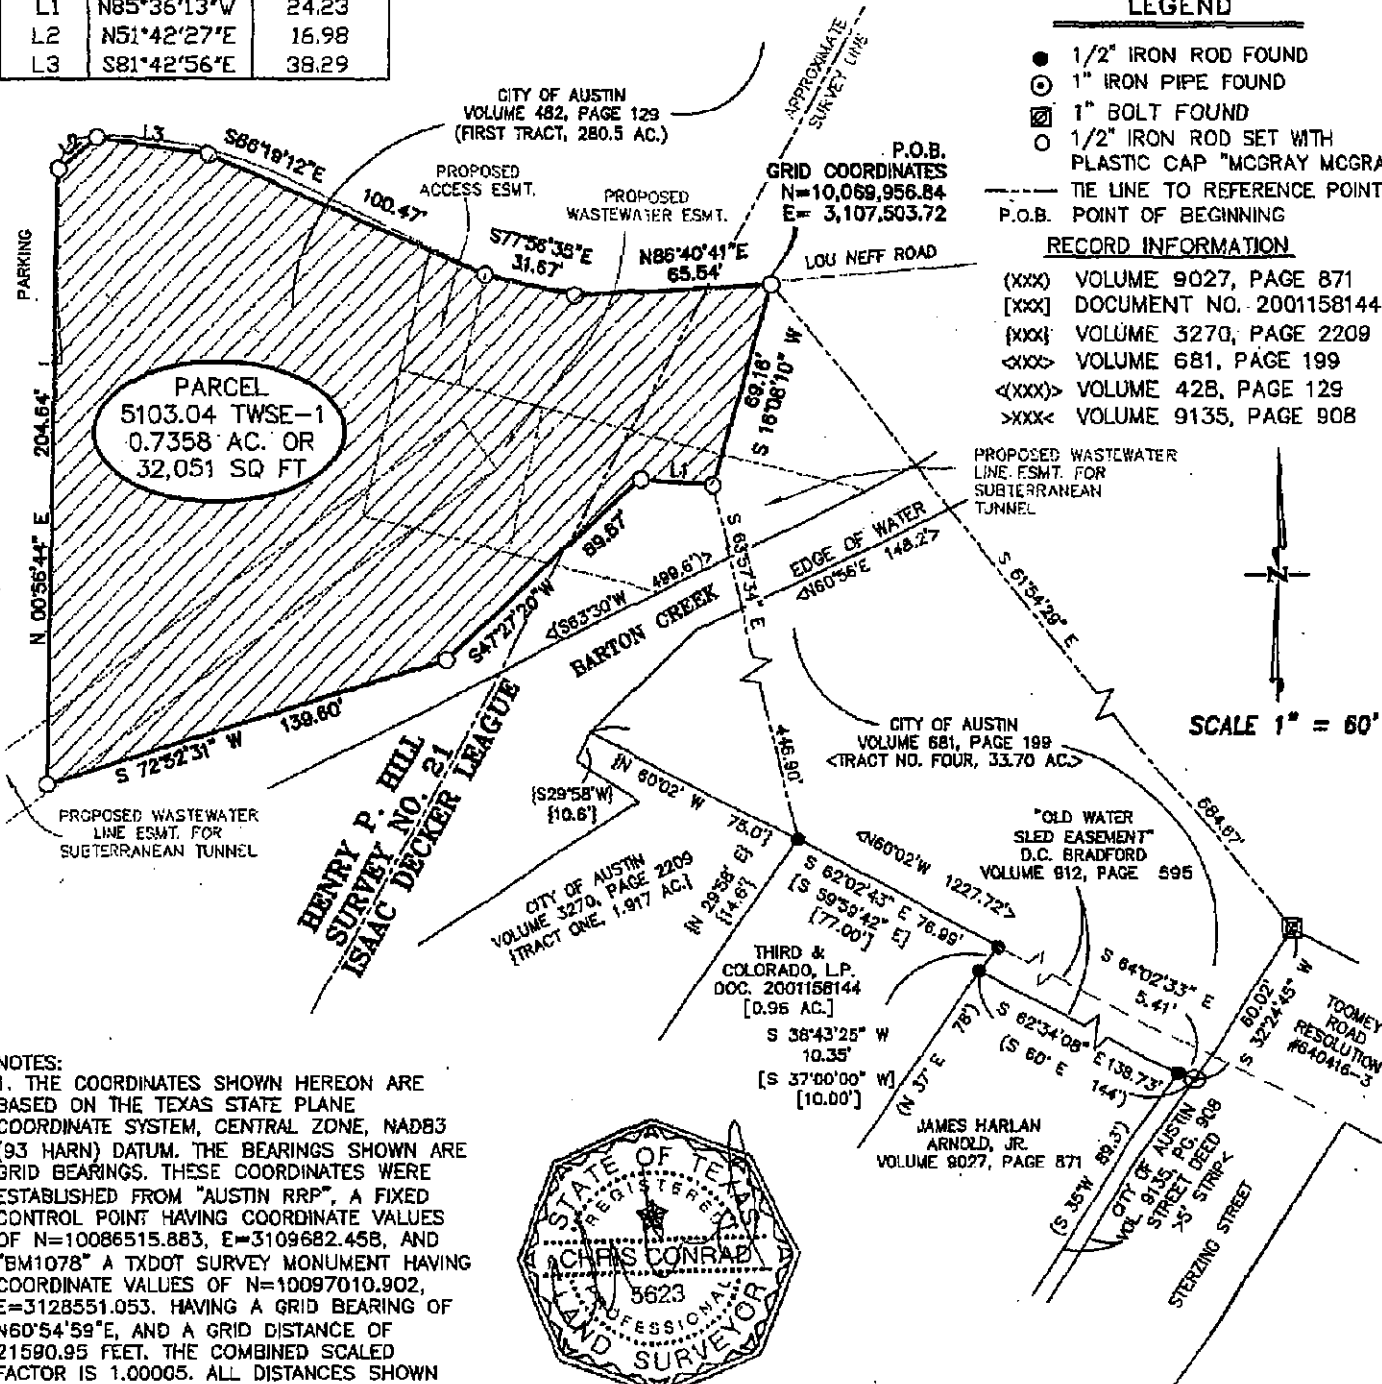 L1 N85°36'13"W 24.23
L2 N51°42'27"E 16.98
L3 S81°42'56"E 38.29
LEGEND
1/2" IRON ROD FOUND
1" IRON PIPE FOUND
1" BOLT FOUND
1/2" IRON ROD SET WITH
PLASTIC CAP "MCGRAY MCGRA
TIE LINE TO REFERENCE POINT
P.O.B. POINT OF BEGINNING
RECORD INFORMATION
(XXX) VOLUME 9027, PAGE 871
[XXX] DOCUMENT NO. 2001158144
{XXX} VOLUME 3270, PAGE 2209
<XXX> VOLUME 681, PAGE 199
<(XXX)> VOLUME 428, PAGE 129
>XXX< VOLUME 9135, PAGE 908
APPROXIMATE
SURVEY LINE
CITY OF AUSTIN
VOLUME 482, PAGE 129
(FIRST TRACT, 280.5 AC.)
P.O.B.
GRID COORDINATES
N=10,069,956.84
E= 3,107,503.72
LOU NEFF ROAD
L2
L3
S66°19'12"E
100.47'
PROPOSED
ACCESS ESMT.
PROPOSED
WASTEWATER ESMT.
S77°56'35"E
31.67'
N86°40'41"E
65.54'
PARKING
N 00°56'44" E 204.64'
PARCEL
5103.04 TWSE-1
0.7358 AC. OR
32,051 SQ FT
69.16'
S 16°06'10" W
L1
89.67'
S47°27'20"W
139.60'
S 72°52'31" W
PROPOSED WASTEWATER
LINE ESMT. FOR
SUBTERRANEAN
TUNNEL
EDGE OF WATER
<N60°56'E 148.2'>
<(S63°30'W 499.6')>
BARTON CREEK
S 63°57'34" E
446.90'
S 61°54'29" E
684.67'
N
SCALE 1" = 60'
PROPOSED WASTEWATER
LINE ESMT. FOR
SUBTERRANEAN TUNNEL
HENRY P. HILL
SURVEY NO. 21
ISAAC DECKER LEAGUE
CITY OF AUSTIN
VOLUME 681, PAGE 199
<TRACT NO. FOUR, 33.70 AC.>
{S29°58'W}
{10.6'}
{N 60°02' W 75.0'}
{N 29°58' E}
{14.6'}
CITY OF AUSTIN
VOLUME 3270, PAGE 2209
{TRACT ONE, 1.917 AC.}
<N60°02'W 1227.72'>
S 62°02'43" E 76.99'
[S 59°59'42" E]
[77.00']
"OLD WATER
SLED EASEMENT"
D.C. BRADFORD
VOLUME 912, PAGE 595
THIRD &
COLORADO, L.P.
DOC. 2001158144
[0.96 AC.]
S 38°43'25" W
10.35'
[S 37°00'00" W]
[10.00']
S 64°02'33" E
5.41'
S 62°34'08" E 138.73'
(S 60° E 144')
(N 37° E 78')
JAMES HARLAN
ARNOLD, JR.
VOLUME 9027, PAGE 871
60.02'
S 32°24'45" W
TOOMEY
ROAD
RESOLUTION
#640416-3
(S 35°W 89.3')
CITY OF AUSTIN
VOL. 9135, PG. 908
STREET DEED
>5' STRIP<
STERZING STREET
NOTES:
1. THE COORDINATES SHOWN HEREON ARE
BASED ON THE TEXAS STATE PLANE
COORDINATE SYSTEM, CENTRAL ZONE, NAD83
(93 HARN) DATUM. THE BEARINGS SHOWN ARE
GRID BEARINGS. THESE COORDINATES WERE
ESTABLISHED FROM "AUSTIN RRP", A FIXED
CONTROL POINT HAVING COORDINATE VALUES
OF N=10086515.883, E=3109682.458, AND
"BM1078" A TXDOT SURVEY MONUMENT HAVING
COORDINATE VALUES OF N=10097010.902,
E=3128551.053. HAVING A GRID BEARING OF
N60°54'59"E, AND A GRID DISTANCE OF
21590.95 FEET. THE COMBINED SCALED
FACTOR IS 1.00005. ALL DISTANCES SHOWN
STATE OF TEXAS
REGISTERED
CHRIS CONRAD
5623
PROFESSIONAL
LAND SURVEYOR